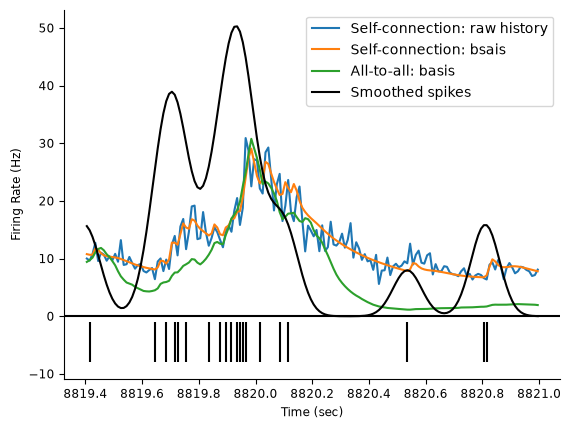 Self-connection: raw history
Self-connection: bsais
All-to-all: basis
Smoothed spikes
Firing Rate (Hz)
50
40
30
20
10
0
−10
8819.4 8819.6 8819.8 8820.0 8820.2 8820.4 8820.6 8820.8 8821.0
Time (sec)